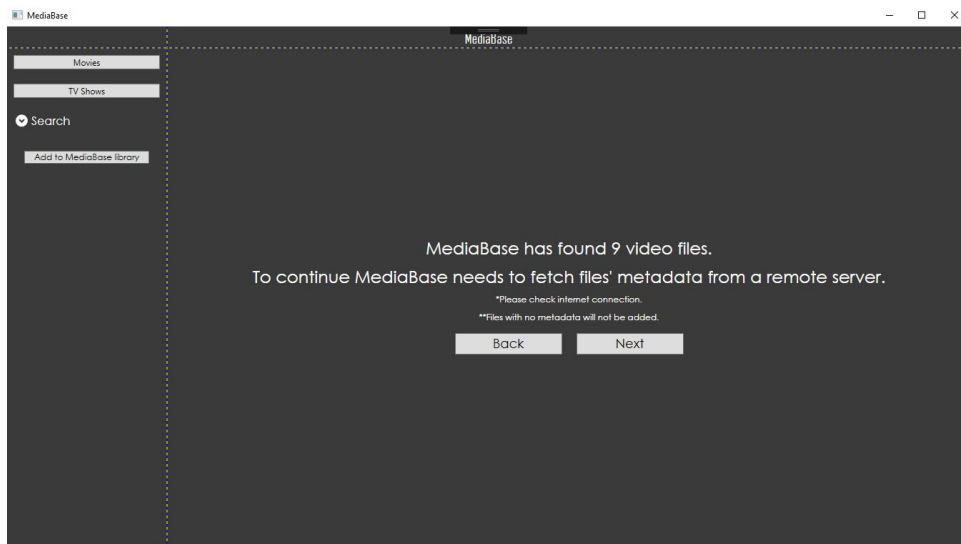 MediaBase
MediaBase
Movies
TV Shows
Search
Add to MediaBase library
MediaBase has found 9 video files.
To continue MediaBase needs to fetch files' metadata from a remote server.
*Please check internet connection.
**Files with no metadata will not be added.
Back Next